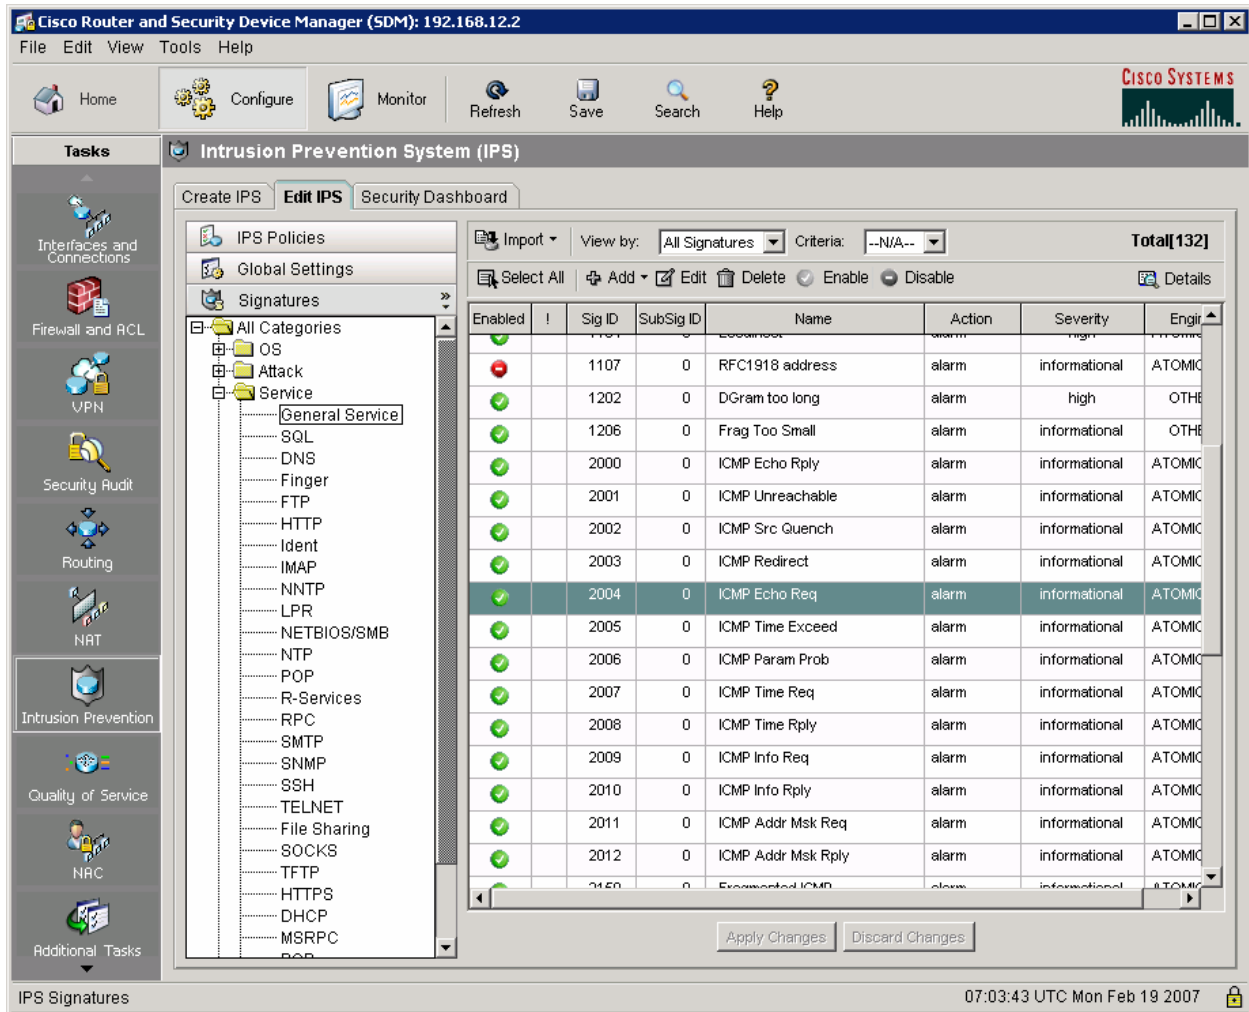 Cisco Router and Security Device Manager (SDM): 192.168.12.2
File Edit View Tools Help
Home Configure Monitor Refresh Save Search Help
CISCO SYSTEMS
Tasks
Intrusion Prevention System (IPS)
Create IPS Edit IPS Security Dashboard
Interfaces and Connections
Firewall and ACL
VPN
Security Audit
Routing
NAT
Intrusion Prevention
Quality of Service
NAC
Additional Tasks
IPS Policies
Global Settings
Signatures
All Categories
OS
Attack
Service
General Service
SQL
DNS
Finger
FTP
HTTP
Ident
IMAP
NNTP
LPR
NETBIOS/SMB
NTP
POP
R-Services
RPC
SMTP
SNMP
SSH
TELNET
File Sharing
SOCKS
TFTP
HTTPS
DHCP
MSRPC
Import View by: All Signatures Criteria: --N/A-- Total[132]
Select All Add Edit Delete Enable Disable Details
Enabled ! Sig ID SubSig ID Name Action Severity Engir
1107 0 RFC1918 address alarm informational ATOMIC
1202 0 DGram too long alarm high OTHE
1206 0 Frag Too Small alarm informational OTHE
2000 0 ICMP Echo Rply alarm informational ATOMIC
2001 0 ICMP Unreachable alarm informational ATOMIC
2002 0 ICMP Src Quench alarm informational ATOMIC
2003 0 ICMP Redirect alarm informational ATOMIC
2004 0 ICMP Echo Req alarm informational ATOMIC
2005 0 ICMP Time Exceed alarm informational ATOMIC
2006 0 ICMP Param Prob alarm informational ATOMIC
2007 0 ICMP Time Req alarm informational ATOMIC
2008 0 ICMP Time Rply alarm informational ATOMIC
2009 0 ICMP Info Req alarm informational ATOMIC
2010 0 ICMP Info Rply alarm informational ATOMIC
2011 0 ICMP Addr Msk Req alarm informational ATOMIC
2012 0 ICMP Addr Msk Rply alarm informational ATOMIC
Apply Changes Discard Changes
IPS Signatures 07:03:43 UTC Mon Feb 19 2007